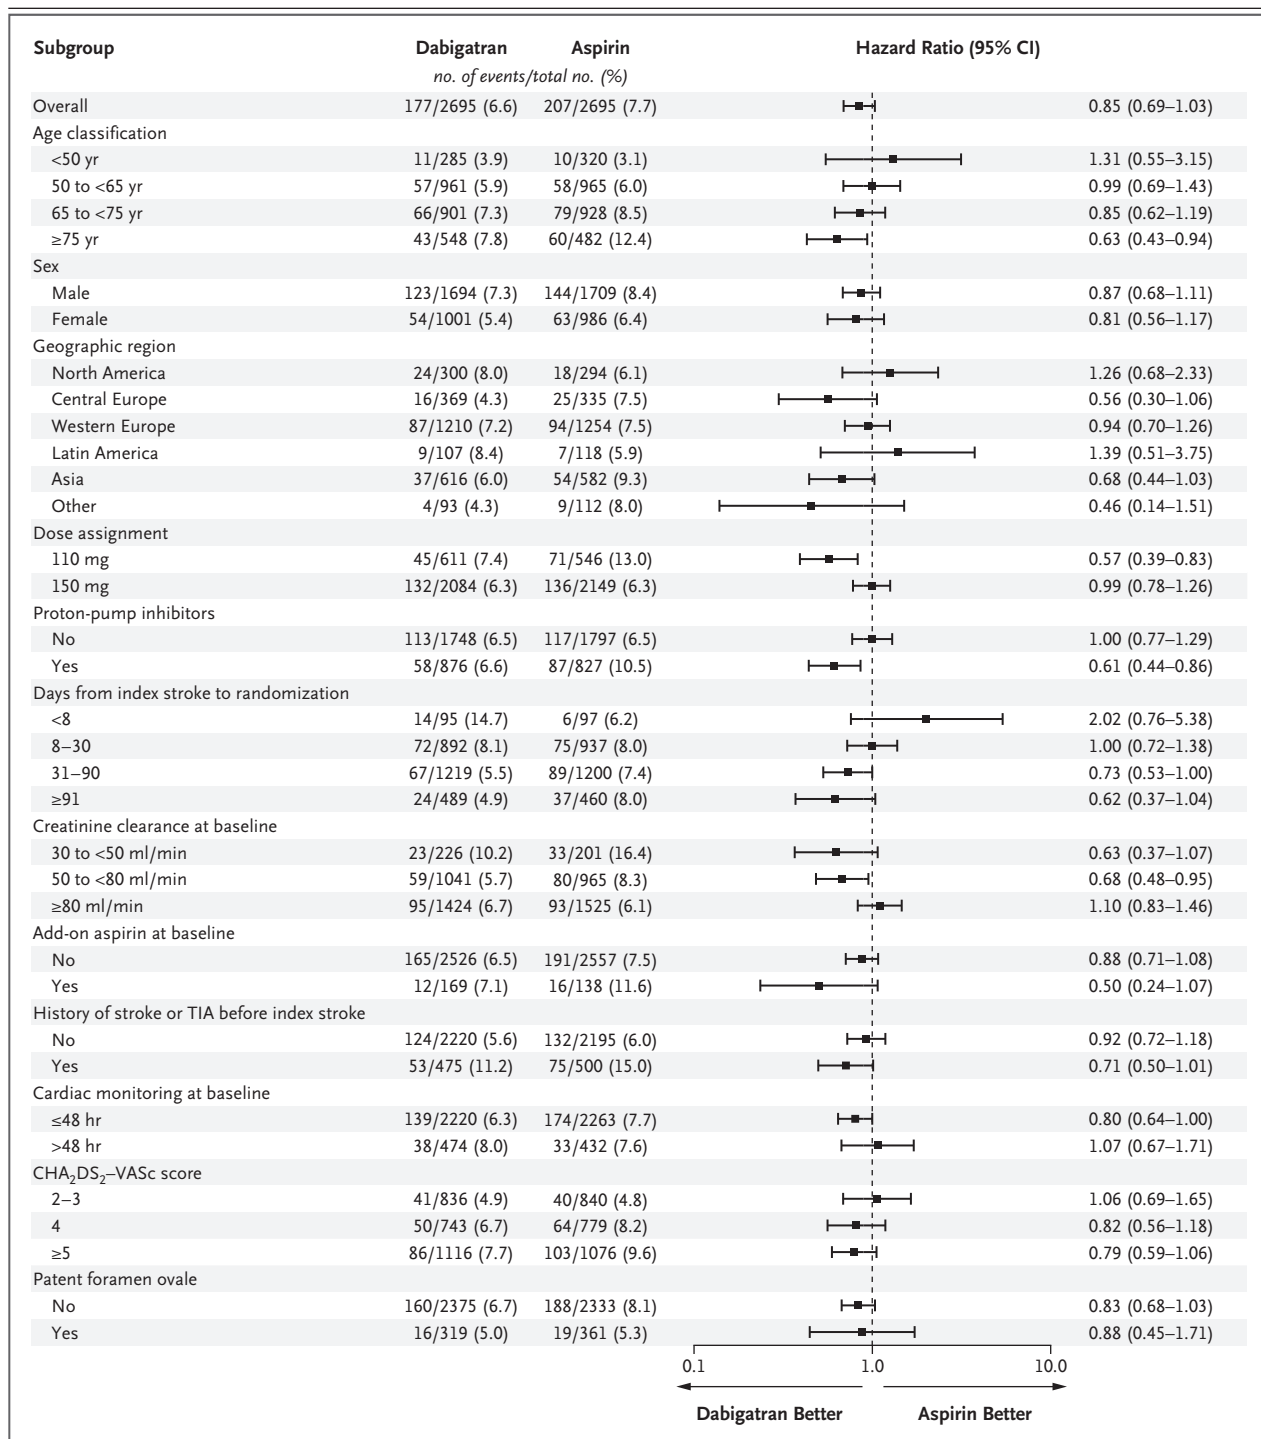 Subgroup Dabigatran Aspirin Hazard Ratio (95% CI)
no. of events/total no. (%)
Overall 177/2695 (6.6) 207/2695 (7.7) 0.85 (0.69–1.03)
Age classification
<50 yr 11/285 (3.9) 10/320 (3.1) 1.31 (0.55–3.15)
50 to <65 yr 57/961 (5.9) 58/965 (6.0) 0.99 (0.69–1.43)
65 to <75 yr 66/901 (7.3) 79/928 (8.5) 0.85 (0.62–1.19)
≥75 yr 43/548 (7.8) 60/482 (12.4) 0.63 (0.43–0.94)
Sex
Male 123/1694 (7.3) 144/1709 (8.4) 0.87 (0.68–1.11)
Female 54/1001 (5.4) 63/986 (6.4) 0.81 (0.56–1.17)
Geographic region
North America 24/300 (8.0) 18/294 (6.1) 1.26 (0.68–2.33)
Central Europe 16/369 (4.3) 25/335 (7.5) 0.56 (0.30–1.06)
Western Europe 87/1210 (7.2) 94/1254 (7.5) 0.94 (0.70–1.26)
Latin America 9/107 (8.4) 7/118 (5.9) 1.39 (0.51–3.75)
Asia 37/616 (6.0) 54/582 (9.3) 0.68 (0.44–1.03)
Other 4/93 (4.3) 9/112 (8.0) 0.46 (0.14–1.51)
Dose assignment
110 mg 45/611 (7.4) 71/546 (13.0) 0.57 (0.39–0.83)
150 mg 132/2084 (6.3) 136/2149 (6.3) 0.99 (0.78–1.26)
Proton-pump inhibitors
No 113/1748 (6.5) 117/1797 (6.5) 1.00 (0.77–1.29)
Yes 58/876 (6.6) 87/827 (10.5) 0.61 (0.44–0.86)
Days from index stroke to randomization
<8 14/95 (14.7) 6/97 (6.2) 2.02 (0.76–5.38)
8–30 72/892 (8.1) 75/937 (8.0) 1.00 (0.72–1.38)
31–90 67/1219 (5.5) 89/1200 (7.4) 0.73 (0.53–1.00)
≥91 24/489 (4.9) 37/460 (8.0) 0.62 (0.37–1.04)
Creatinine clearance at baseline
30 to <50 ml/min 23/226 (10.2) 33/201 (16.4) 0.63 (0.37–1.07)
50 to <80 ml/min 59/1041 (5.7) 80/965 (8.3) 0.68 (0.48–0.95)
≥80 ml/min 95/1424 (6.7) 93/1525 (6.1) 1.10 (0.83–1.46)
Add-on aspirin at baseline
No 165/2526 (6.5) 191/2557 (7.5) 0.88 (0.71–1.08)
Yes 12/169 (7.1) 16/138 (11.6) 0.50 (0.24–1.07)
History of stroke or TIA before index stroke
No 124/2220 (5.6) 132/2195 (6.0) 0.92 (0.72–1.18)
Yes 53/475 (11.2) 75/500 (15.0) 0.71 (0.50–1.01)
Cardiac monitoring at baseline
≤48 hr 139/2220 (6.3) 174/2263 (7.7) 0.80 (0.64–1.00)
>48 hr 38/474 (8.0) 33/432 (7.6) 1.07 (0.67–1.71)
CHA₂DS₂–VASc score
2–3 41/836 (4.9) 40/840 (4.8) 1.06 (0.69–1.65)
4 50/743 (6.7) 64/779 (8.2) 0.82 (0.56–1.18)
≥5 86/1116 (7.7) 103/1076 (9.6) 0.79 (0.59–1.06)
Patent foramen ovale
No 160/2375 (6.7) 188/2333 (8.1) 0.83 (0.68–1.03)
Yes 16/319 (5.0) 19/361 (5.3) 0.88 (0.45–1.71)
0.1 1.0 10.0
Dabigatran Better Aspirin Better